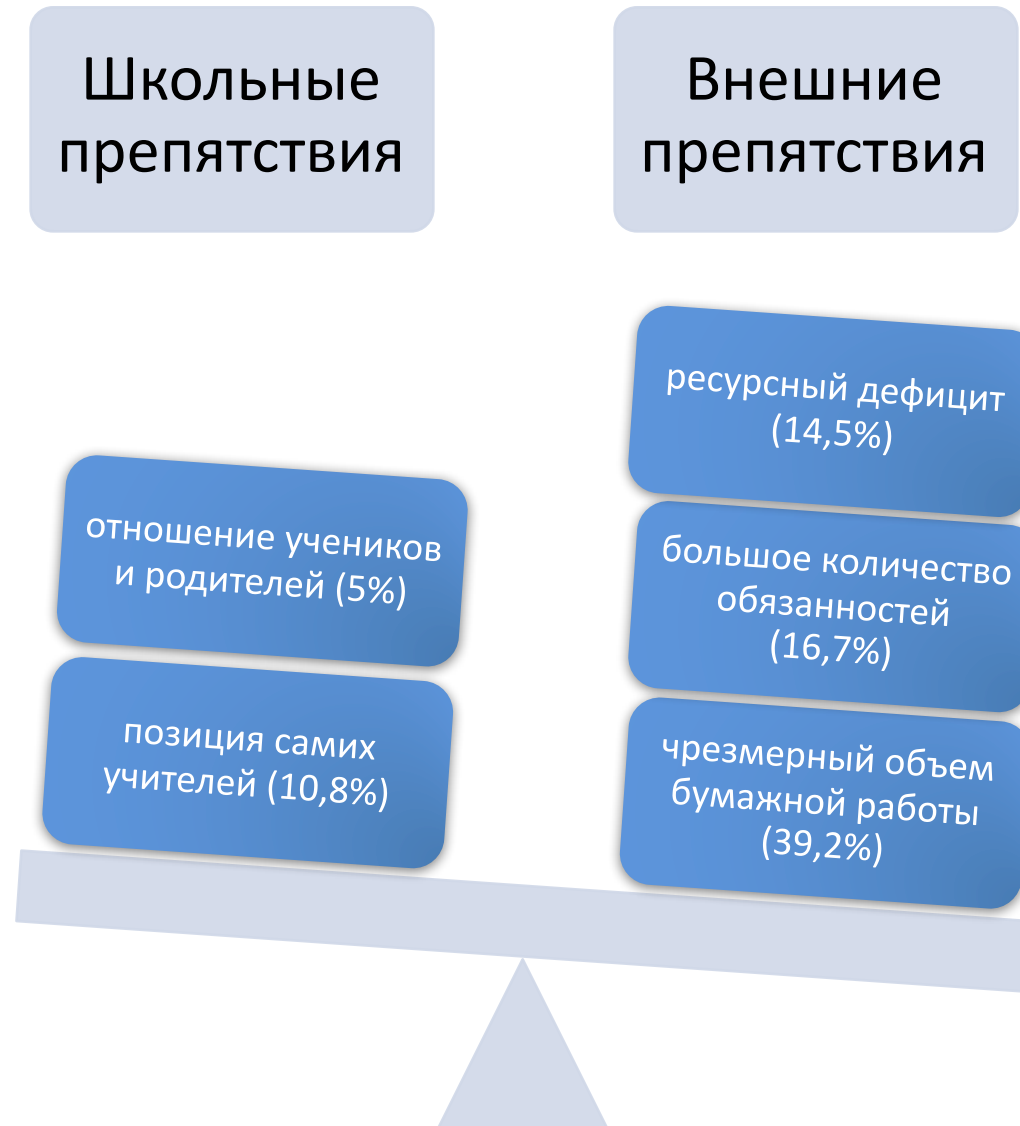 Школьные
препятствия
Внешние
препятствия
отношение учеников
и родителей (5%)
позиция самих
учителей (10,8%)
ресурсный дефицит
(14,5%)
большое количество
обязанностей
(16,7%)
чрезмерный объем
бумажной работы
(39,2%)